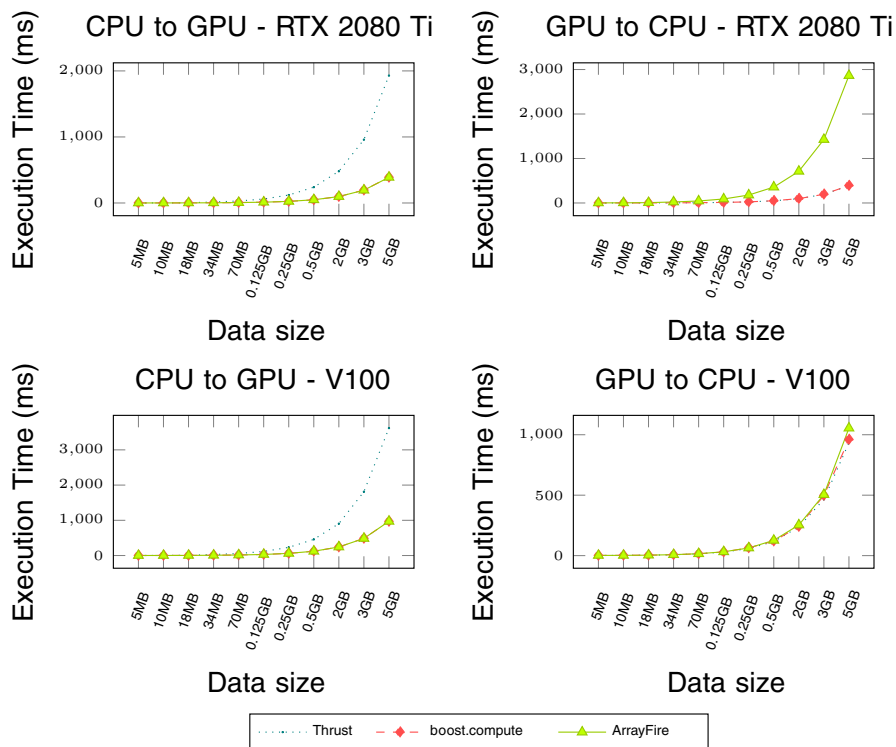 CPU to GPU - RTX 2080 Ti
Execution Time (ms)
2,000
1,000
0
5MB 10MB 18MB 34MB 70MB 0.125GB 0.25GB 0.5GB 2GB 3GB 5GB
Data size
GPU to CPU - RTX 2080 Ti
Execution Time (ms)
3,000
2,000
1,000
0
5MB 10MB 18MB 34MB 70MB 0.125GB 0.25GB 0.5GB 2GB 3GB 5GB
Data size
CPU to GPU - V100
Execution Time (ms)
3,000
2,000
1,000
0
5MB 10MB 18MB 34MB 70MB 0.125GB 0.25GB 0.5GB 2GB 3GB 5GB
Data size
GPU to CPU - V100
Execution Time (ms)
1,000
500
0
5MB 10MB 18MB 34MB 70MB 0.125GB 0.25GB 0.5GB 2GB 3GB 5GB
Data size
Thrust boost.compute ArrayFire